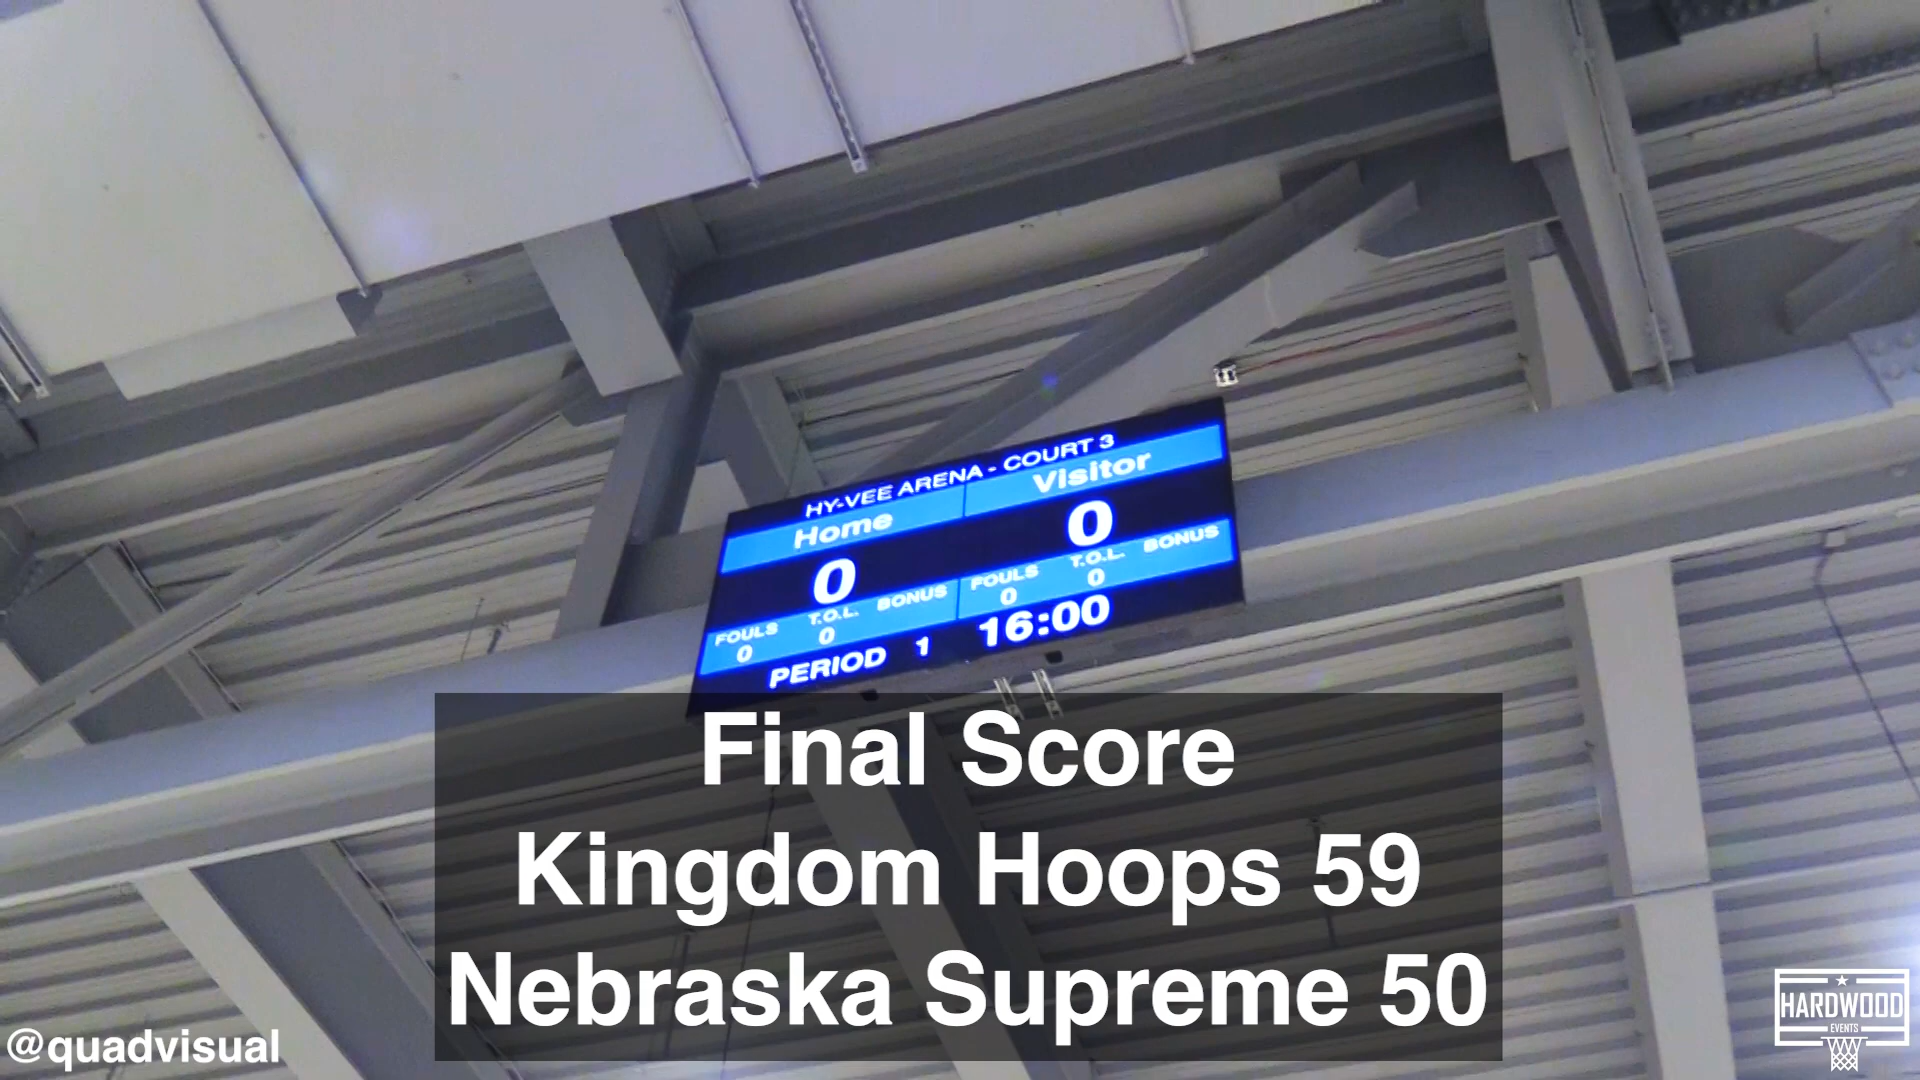 HY-VEE ARENA - COURT 3
Home Visitor
0 0
FOULS T.O.L. BONUS FOULS T.O.L. BONUS
0 0 0 0
PERIOD 1 16:00
Final Score
Kingdom Hoops 59
Nebraska Supreme 50
@quadvisual
HARDWOOD
EVENTS